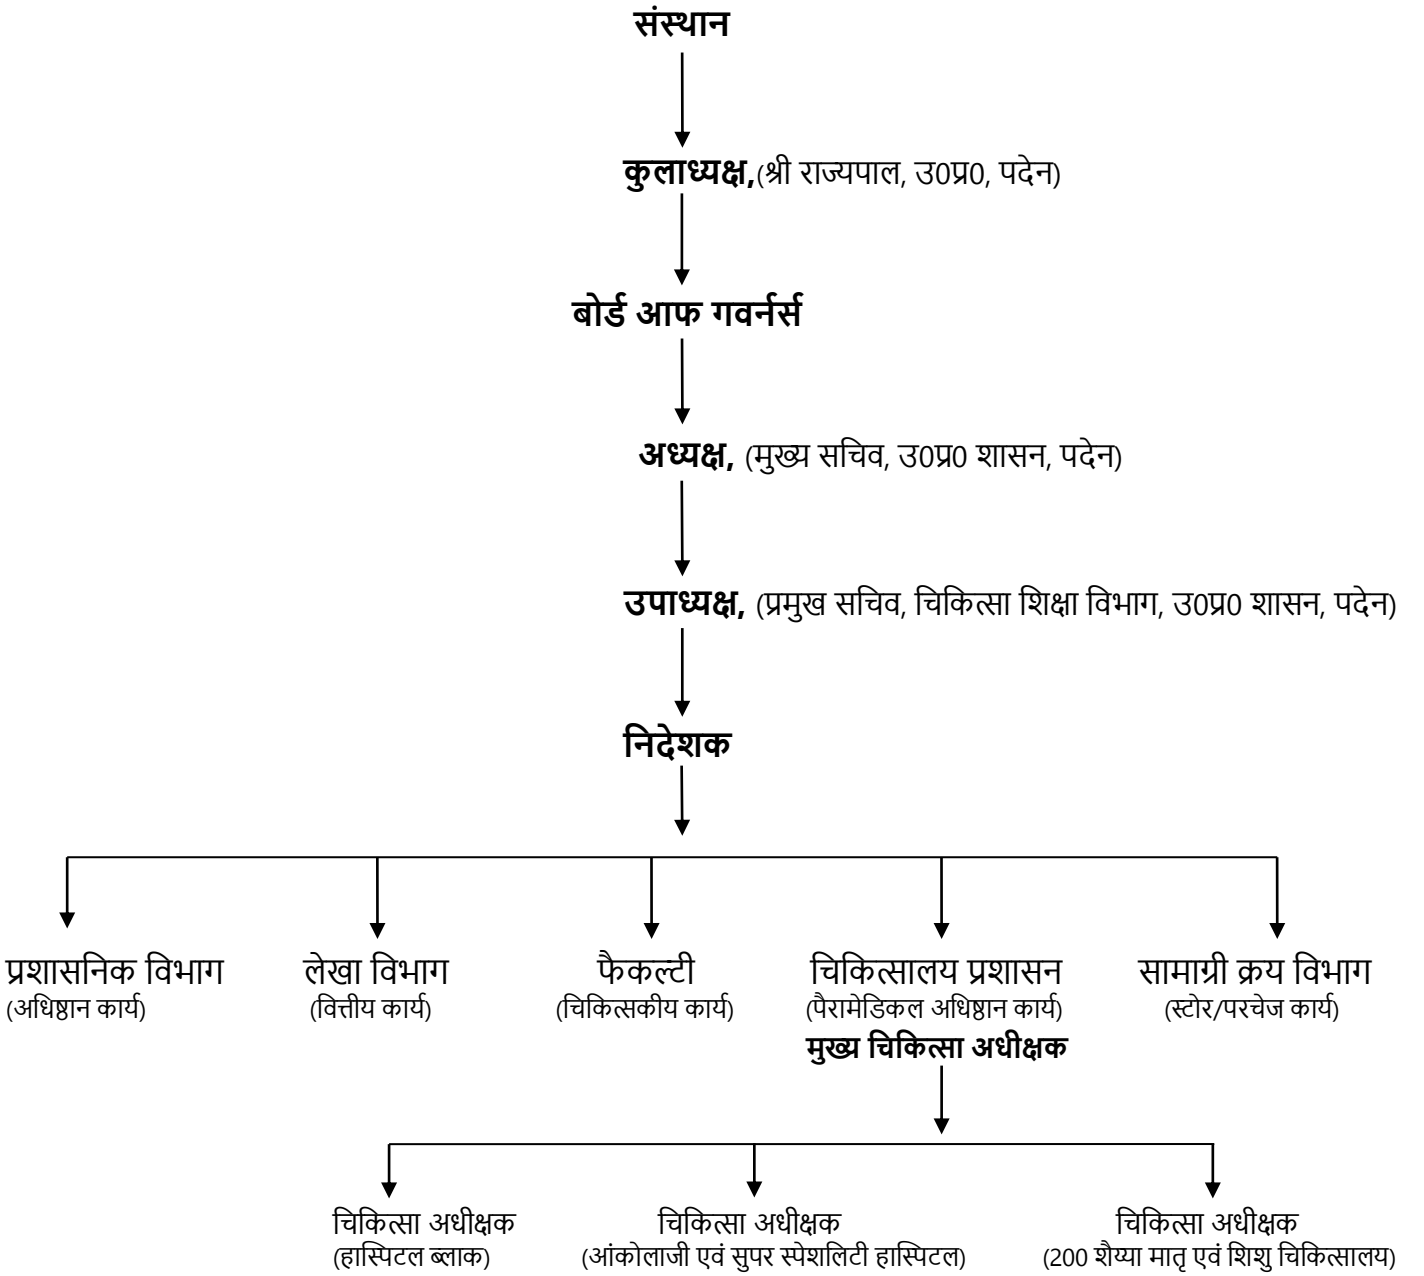 संस्थान
कुलाध्यक्ष,(श्री राज्यपाल, उ0प्र0, पदेन)
बोर्ड आफ गवर्नर्स
अध्यक्ष, (मुख्य सचिव, उ0प्र0 शासन, पदेन)
उपाध्यक्ष, (प्रमुख सचिव, चिकित्सा शिक्षा विभाग, उ0प्र0 शासन, पदेन)
निदेशक
प्रशासनिक विभाग
(अधिष्ठान कार्य)
लेखा विभाग
(वित्तीय कार्य)
फैकल्टी
(चिकित्सकीय कार्य)
चिकित्सालय प्रशासन
(पैरामेडिकल अधिष्ठान कार्य)
मुख्य चिकित्सा अधीक्षक
सामाग्री क्रय विभाग
(स्टोर/परचेज कार्य)
चिकित्सा अधीक्षक
(हास्पिटल ब्लाक)
चिकित्सा अधीक्षक
(आंकोलाजी एवं सुपर स्पेशलिटी हास्पिटल)
चिकित्सा अधीक्षक
(200 शैय्या मातृ एवं शिशु चिकित्सालय)